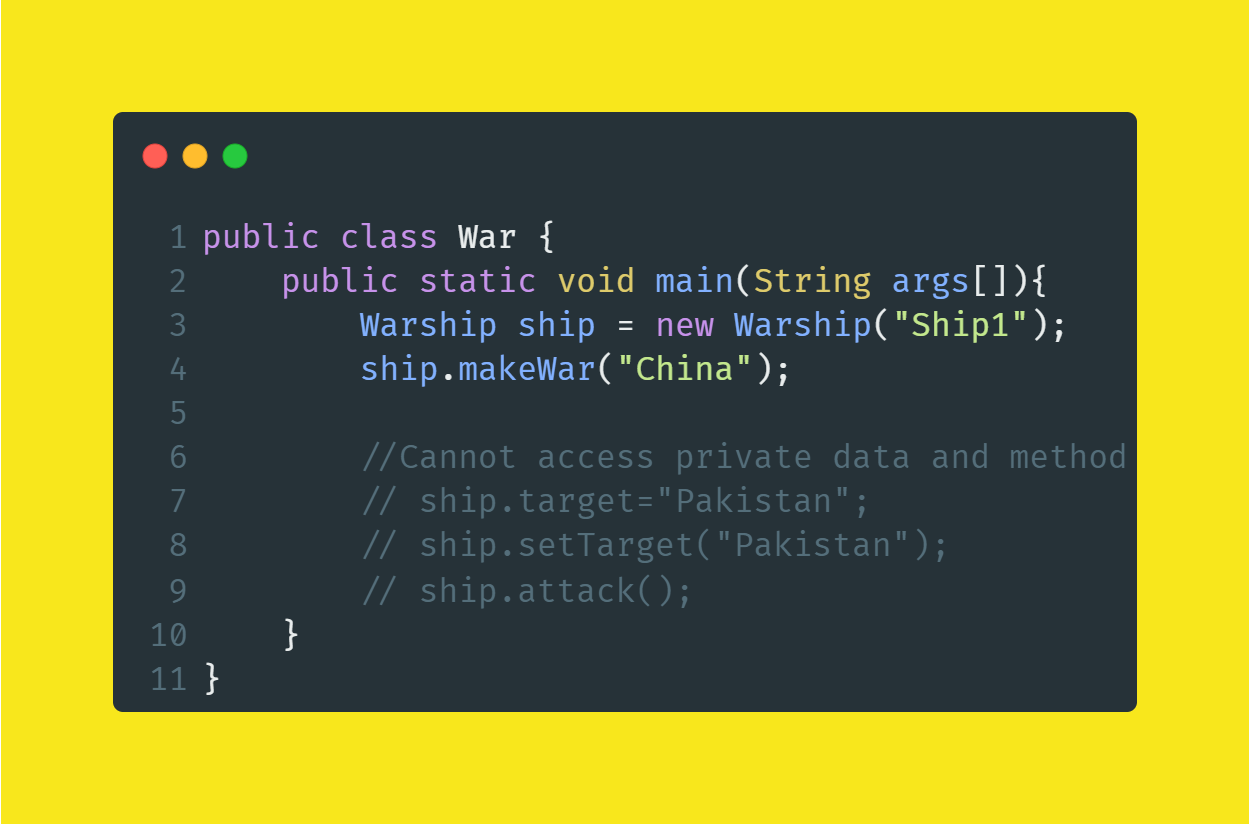 1 public class War {
2     public static void main(String args[]){
3         Warship ship = new Warship("Ship1");
4         ship.makeWar("China");
5
6         //Cannot access private data and method
7         // ship.target="Pakistan";
8         // ship.setTarget("Pakistan");
9         // ship.attack();
10     }
11 }